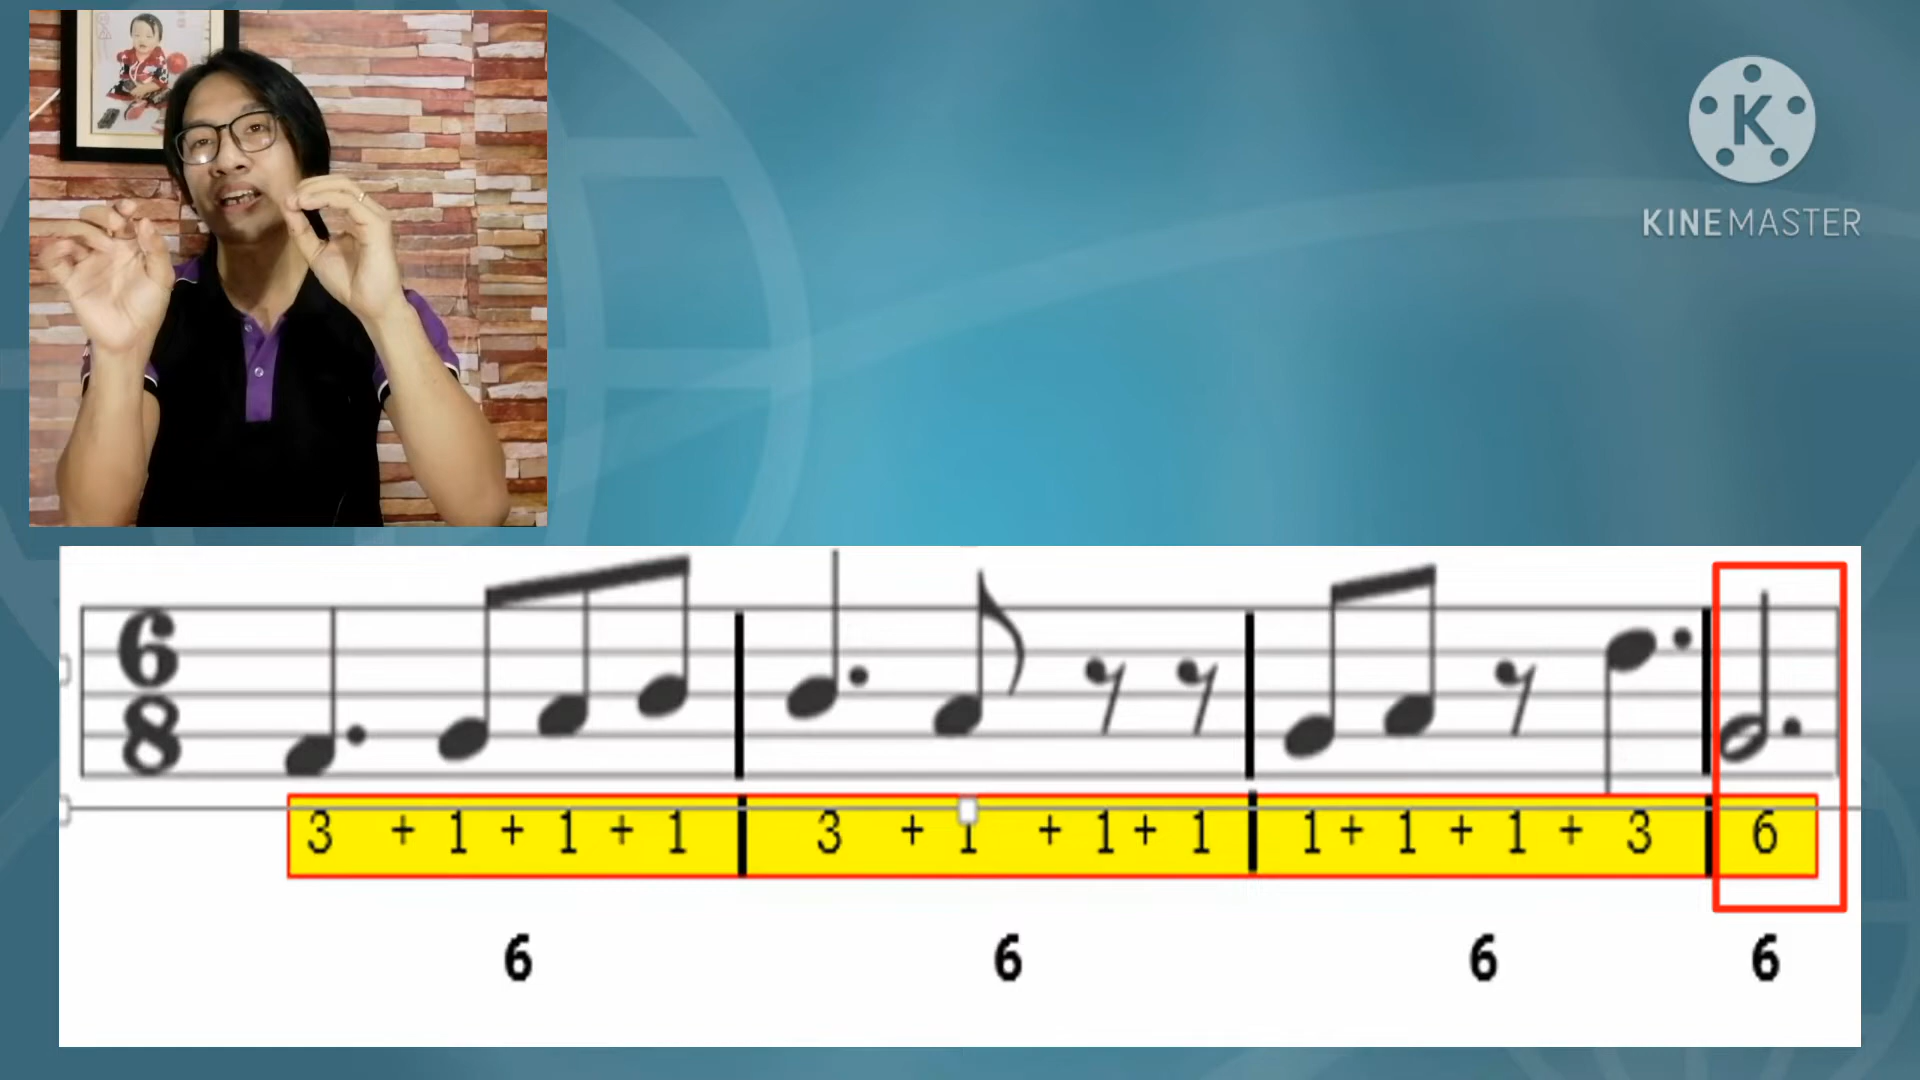 K
KINEMASTER
6
8
3 + 1 + 1 + 1 3 + 1 + 1 + 1 1 + 1 + 1 + 3 6
6 6 6 6